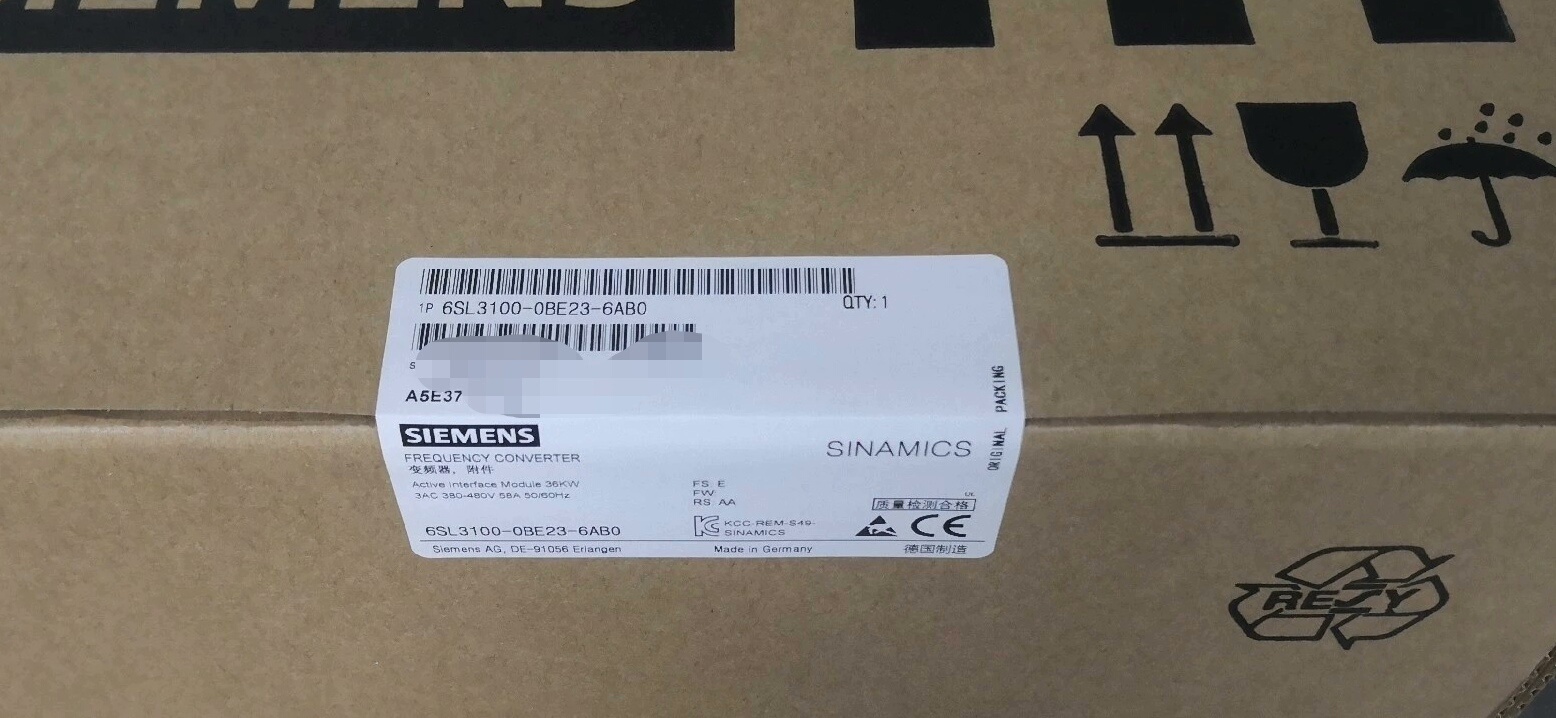 SIEMENS
1P 6SL3100-0BE23-6AB0
QTY: 1
S
A5E37
ORIGINAL PACKING
SIEMENS
SINAMICS
FREQUENCY CONVERTER
变频器, 附件
Active Interface Module 36KW
3AC 380-480V 58A 50/60Hz
FS: E
FW:
RS: AA
UL
质量检测合格
6SL3100-0BE23-6AB0
KCC-REM-S49-
SINAMICS
CE
Siemens AG, DE-91056 Erlangen
Made in Germany
德国制造
RESY